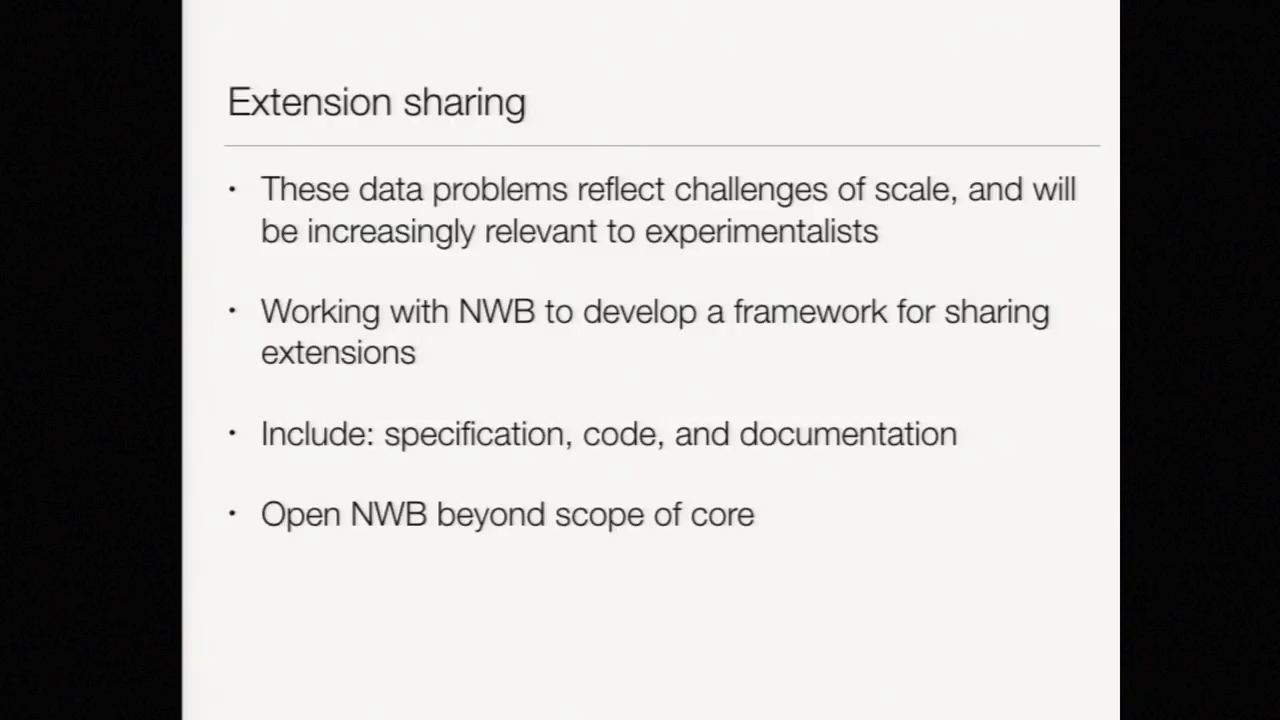 Extension sharing
• These data problems reflect challenges of scale, and will
be increasingly relevant to experimentalists
• Working with NWB to develop a framework for sharing
extensions
• Include: specification, code, and documentation
• Open NWB beyond scope of core